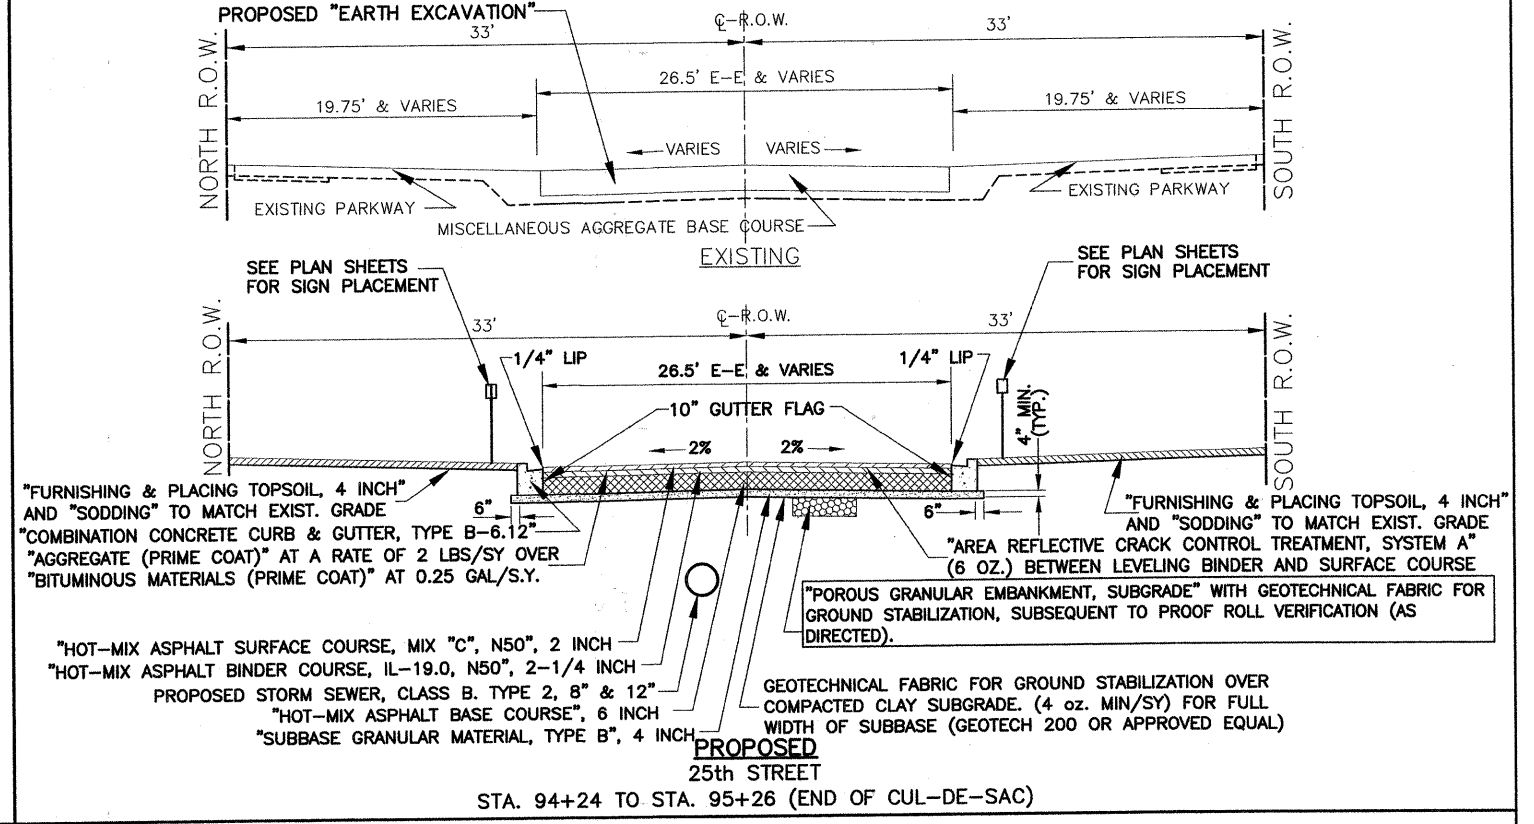 PROPOSED "EARTH EXCAVATION"
℄-R.O.W.
33'
33'
NORTH R.O.W.
SOUTH R.O.W.
26.5' E-E & VARIES
19.75' & VARIES
19.75' & VARIES
VARIES
VARIES
EXISTING PARKWAY
EXISTING PARKWAY
MISCELLANEOUS AGGREGATE BASE COURSE
EXISTING
SEE PLAN SHEETS
FOR SIGN PLACEMENT
SEE PLAN SHEETS
FOR SIGN PLACEMENT
℄-R.O.W.
33'
33'
NORTH R.O.W.
SOUTH R.O.W.
1/4" LIP
1/4" LIP
26.5' E-E & VARIES
10" GUTTER FLAG
4" MIN.
(TYP.)
2%
2%
6"
6"
"FURNISHING & PLACING TOPSOIL, 4 INCH"
AND "SODDING" TO MATCH EXIST. GRADE
"COMBINATION CONCRETE CURB & GUTTER, TYPE B-6.12"
"AGGREGATE (PRIME COAT)" AT A RATE OF 2 LBS/SY OVER
"BITUMINOUS MATERIALS (PRIME COAT)" AT 0.25 GAL/S.Y.
"FURNISHING & PLACING TOPSOIL, 4 INCH"
AND "SODDING" TO MATCH EXIST. GRADE
"AREA REFLECTIVE CRACK CONTROL TREATMENT, SYSTEM A"
(6 OZ.) BETWEEN LEVELING BINDER AND SURFACE COURSE
"POROUS GRANULAR EMBANKMENT, SUBGRADE" WITH GEOTECHNICAL FABRIC FOR
GROUND STABILIZATION, SUBSEQUENT TO PROOF ROLL VERIFICATION (AS
DIRECTED).
"HOT-MIX ASPHALT SURFACE COURSE, MIX "C", N50", 2 INCH
"HOT-MIX ASPHALT BINDER COURSE, IL-19.0, N50", 2-1/4 INCH
PROPOSED STORM SEWER, CLASS B. TYPE 2, 8" & 12"
"HOT-MIX ASPHALT BASE COURSE", 6 INCH
"SUBBASE GRANULAR MATERIAL, TYPE B", 4 INCH
GEOTECHNICAL FABRIC FOR GROUND STABILIZATION OVER
COMPACTED CLAY SUBGRADE. (4 oz. MIN/SY) FOR FULL
WIDTH OF SUBBASE (GEOTECH 200 OR APPROVED EQUAL)
PROPOSED
25th STREET
STA. 94+24 TO STA. 95+26 (END OF CUL-DE-SAC)